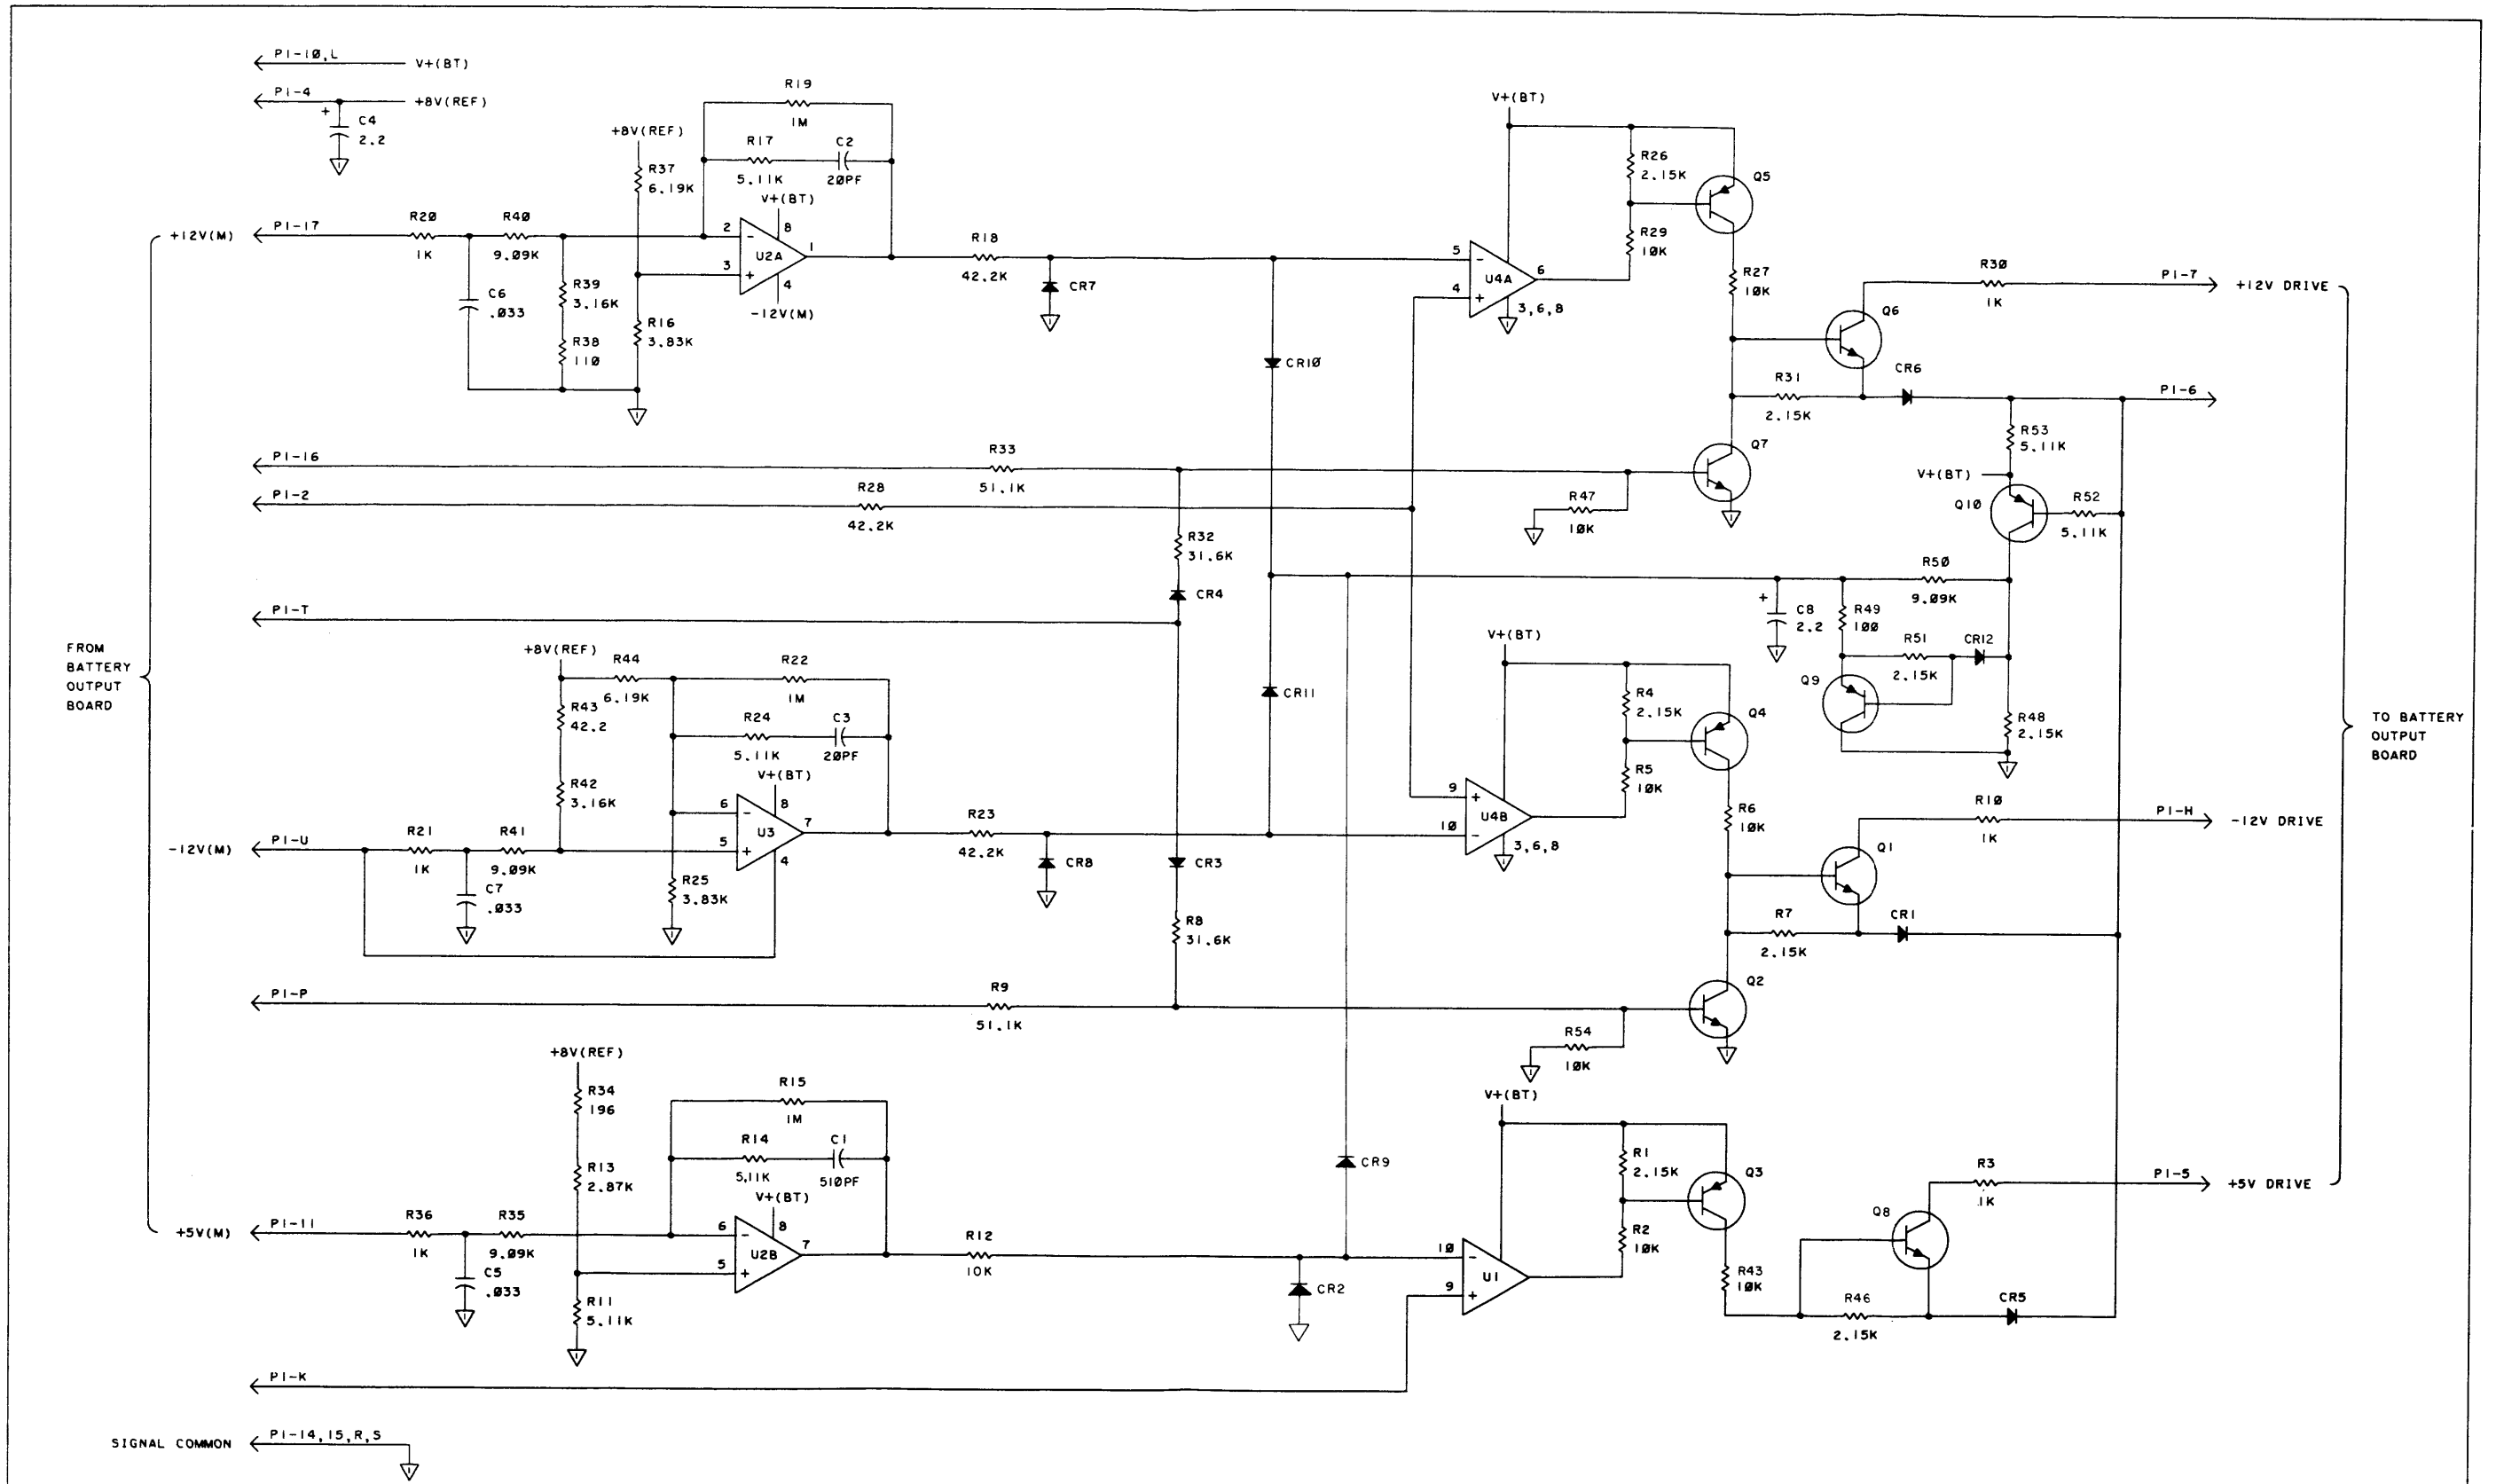 P1-10,L
V+(BT)
P1-4
+8V(REF)
+
C4
2.2
R19
1M
+8V(REF)
R37
6.19K
R17
5.11K
C2
20PF
V+(BT)
8
+12V(M)
P1-17
R20
1K
R40
9.09K
2
-
U2A
1
3
+
4
-12V(M)
C6
.033
R39
3.16K
R38
110
R16
3.83K
R18
42.2K
CR7
V+(BT)
R26
2.15K
Q5
R29
10K
5
-
U4A
6
4
+
3,6,8
R27
10K
R30
1K
P1-7
+12V DRIVE
Q6
CR10
CR6
R31
2.15K
P1-6
P1-16
R33
51.1K
Q7
R53
5.11K
V+(BT)
P1-2
R28
42.2K
R47
10K
Q10
R52
5.11K
R32
31.6K
CR4
P1-T
R50
9.09K
+
C8
2.2
R49
100
R51
2.15K
CR12
Q9
R48
2.15K
FROM
BATTERY
OUTPUT
BOARD
TO BATTERY
OUTPUT
BOARD
+8V(REF)
R44
6.19K
R22
1M
R43
42.2
R24
5.11K
C3
20PF
V+(BT)
R42
3.16K
8
6
-
U3
7
5
+
4
-12V(M)
P1-U
R21
1K
R41
9.09K
C7
.033
R25
3.83K
R23
42.2K
CR8
CR11
CR3
R8
31.6K
V+(BT)
R4
2.15K
Q4
R5
10K
9
+
U4B
10
-
3,6,8
R6
10K
R10
1K
P1-H
-12V DRIVE
Q1
R7
2.15K
CR1
P1-P
R9
51.1K
Q2
R54
10K
+8V(REF)
R34
196
R15
1M
R13
2.87K
R14
5.11K
C1
510PF
V+(BT)
8
+5V(M)
P1-11
R36
1K
R35
9.09K
6
-
U2B
7
5
+
C5
.033
R11
5.11K
R12
10K
CR9
CR2
V+(BT)
R1
2.15K
Q3
R2
10K
10
-
U1
9
+
R43
10K
R3
1K
P1-5
+5V DRIVE
Q8
R46
2.15K
CR5
P1-K
SIGNAL COMMON
P1-14,15,R,S